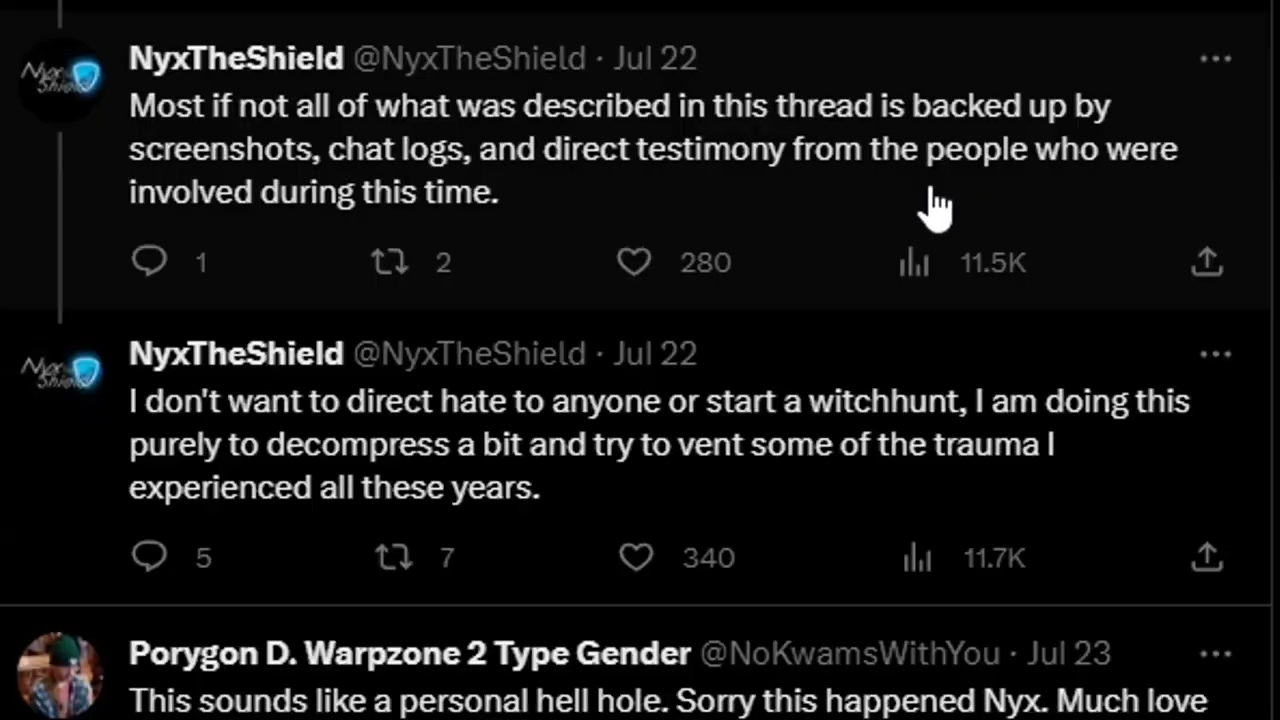 NyxTheShield @NyxTheShield · Jul 22
Most if not all of what was described in this thread is backed up by
screenshots, chat logs, and direct testimony from the people who were
involved during this time.
1 2 280 11.5K
NyxTheShield @NyxTheShield · Jul 22
I don't want to direct hate to anyone or start a witchhunt, I am doing this
purely to decompress a bit and try to vent some of the trauma I
experienced all these years.
5 7 340 11.7K
Porygon D. Warpzone 2 Type Gender @NoKwamsWithYou · Jul 23
This sounds like a personal hell hole. Sorry this happened Nyx. Much love